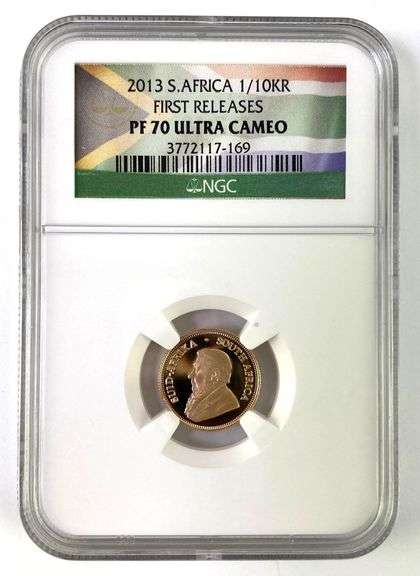 2013 S.AFRICA 1/10KR
FIRST RELEASES
PF 70 ULTRA CAMEO
3772117-169
NGC
SUID-AFRIKA • SOUTH AFRICA